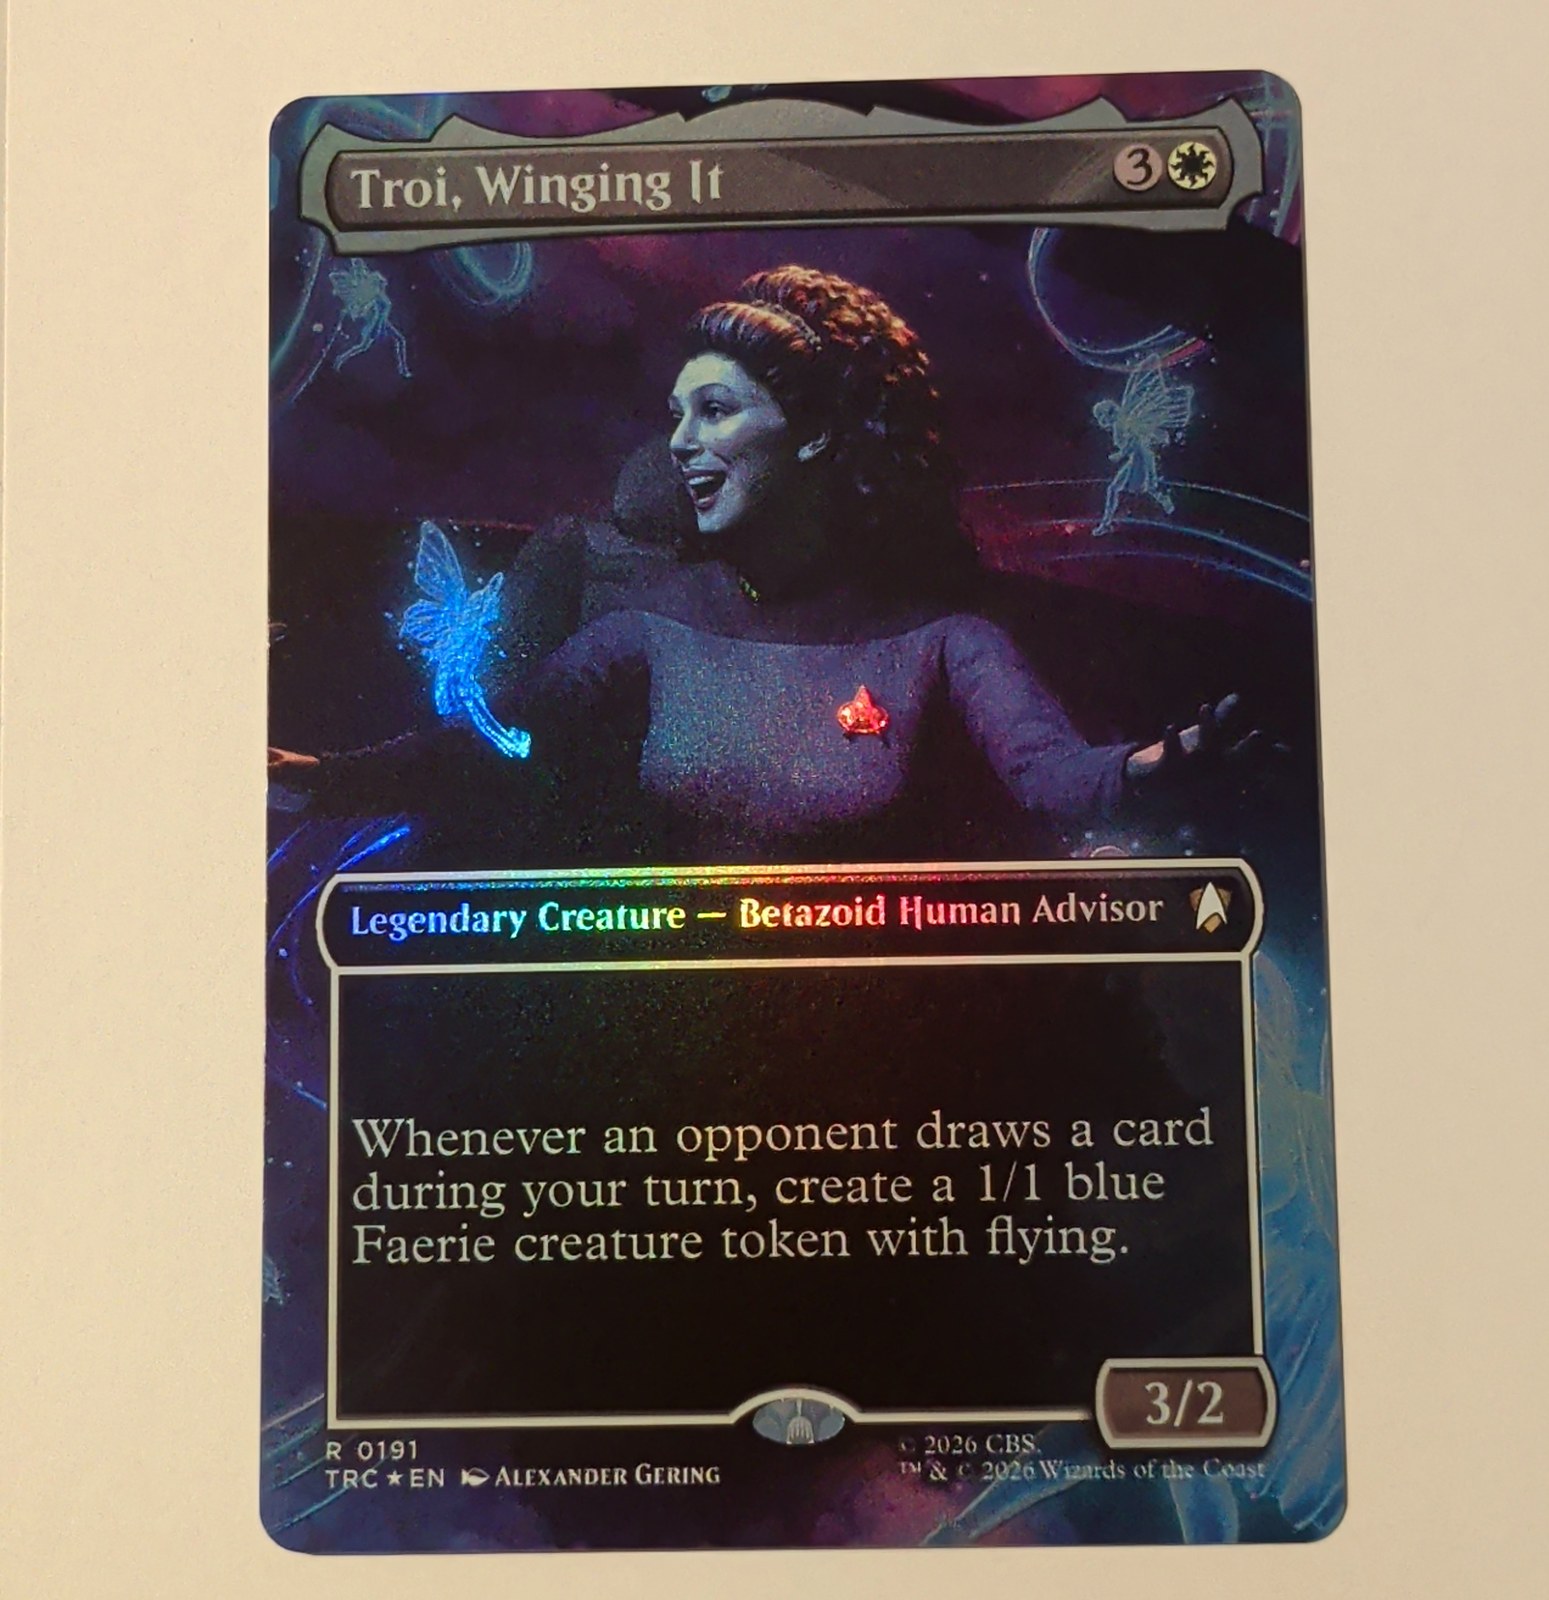 Troi, Winging It 3
Legendary Creature — Betazoid Human Advisor
Whenever an opponent draws a card
during your turn, create a 1/1 blue
Faerie creature token with flying.
3/2
R 0191
TRC★EN ALEXANDER GERING
© 2026 CBS.
™ & © 2026 Wizards of the Coast